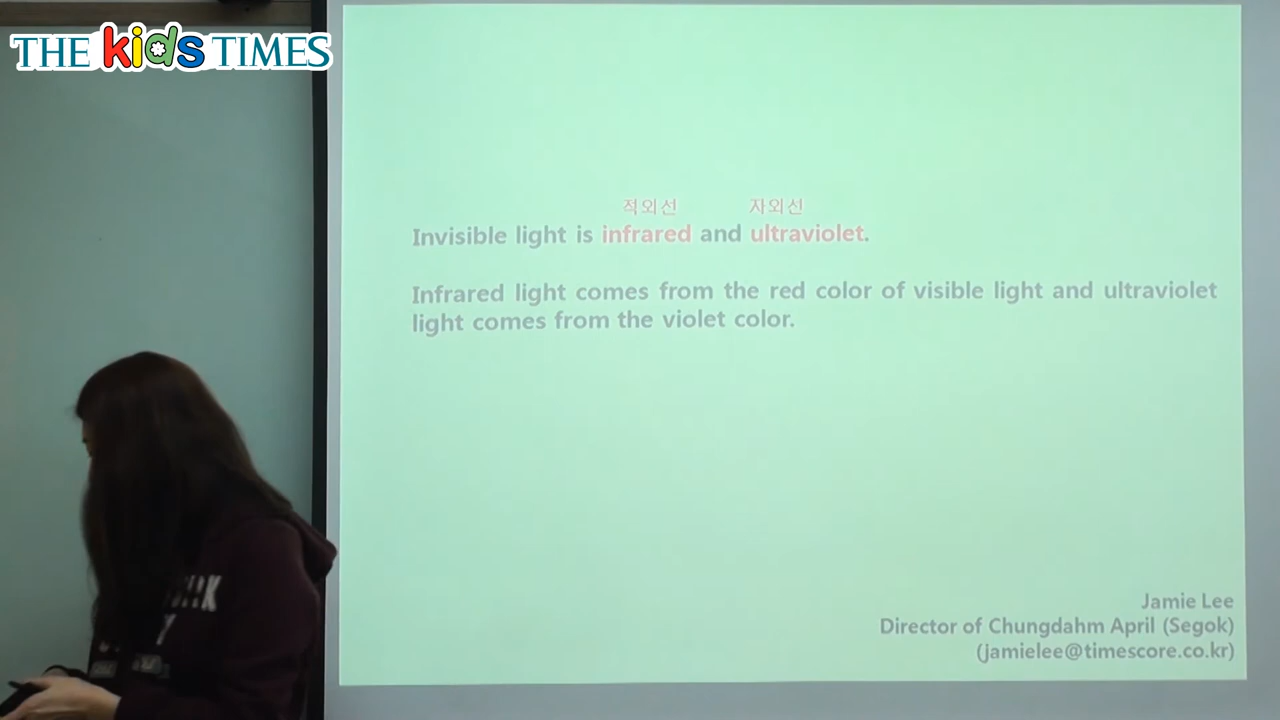 THE kids TIMES
적외선 자외선
Invisible light is infrared and ultraviolet.
Infrared light comes from the red color of visible light and ultraviolet
light comes from the violet color.
Jamie Lee
Director of Chungdahm April (Segok)
(jamielee@timescore.co.kr)